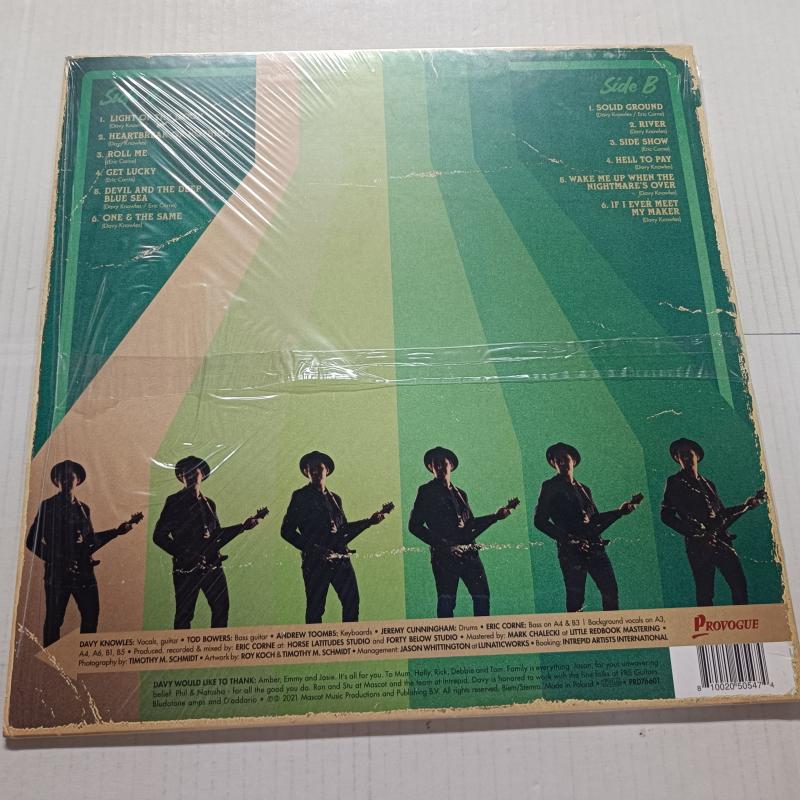 Side B
1. LIGHT OF THE
(Davy Knowles)
2. HEARTBREAK
(Davy Knowles)
3. ROLL ME
(Eric Corne)
4. GET LUCKY
(Eric Corne)
5. DEVIL AND THE DEEP
BLUE SEA
(Davy Knowles / Eric Corne)
6. ONE & THE SAME
(Davy Knowles)
1. SOLID GROUND
(Davy Knowles / Eric Corne)
2. RIVER
(Davy Knowles)
3. SIDE SHOW
(Eric Corne)
4. HELL TO PAY
(Davy Knowles)
5. WAKE ME UP WHEN THE
NIGHTMARE'S OVER
(Davy Knowles)
6. IF I EVER MEET
MY MAKER
(Davy Knowles)
DAVY KNOWLES: Vocals, guitar • TOD BOWERS: Bass guitar • ANDREW TOOMBS: Keyboards • JEREMY CUNNINGHAM: Drums • ERIC CORNE: Bass on A4 & B3 | Background vocals on A3,
A4, A6, B1, B5 • Produced, recorded & mixed by: ERIC CORNE at: HORSE LATITUDES STUDIO and FORTY BELOW STUDIO • Mastered by: MARK CHALECKI at LITTLE REDBOOK MASTERING •
Photography by: TIMOTHY M. SCHMIDT • Artwork by: ROY KOCH & TIMOTHY M. SCHMIDT • Management: JASON WHITTINGTON at LUNATICWORKS • Booking: INTREPID ARTISTS INTERNATIONAL
PROVOGUE
DAVY WOULD LIKE TO THANK: Amber, Emmy and Josie. It's all for you. To Mum, Holly, Rick, Debbie and Tom. Family is everything. Jason, for your unwavering
belief. Phil & Natasha - for all the good you do. Ron and Stu at Mascot and the team at Intrepid. Davy is honored to work with the fine folks at PRS Guitars,
Bludotone amps and D'addario • ℗© 2021 Mascot Music Productions and Publishing B.V. All rights reserved. Biem/Stemra. Made in Poland • PRD76601
8 10020 50547 4